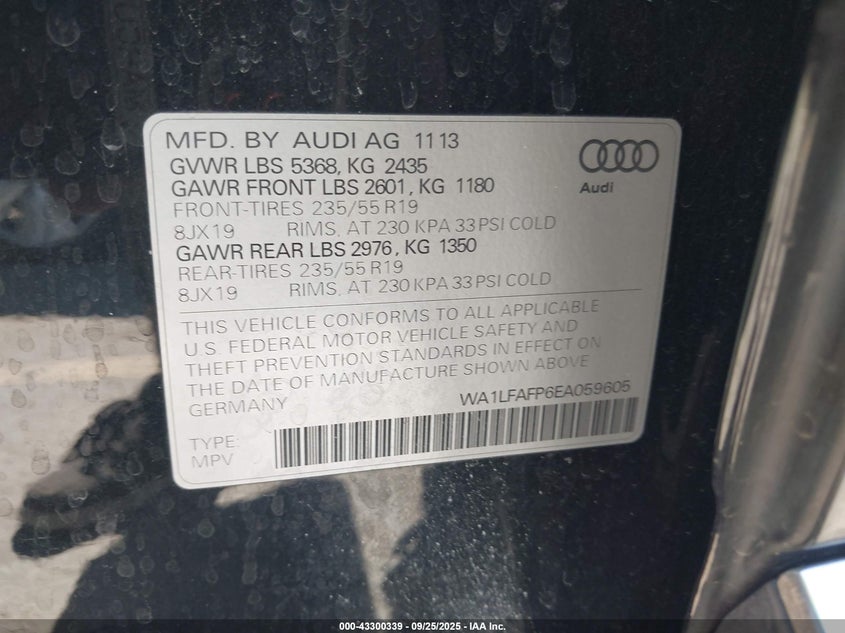 MFD. BY AUDI AG 11 13
GVWR LBS 5368, KG 2435
GAWR FRONT LBS 2601, KG 1180
FRONT-TIRES 235/55 R19
8JX19 RIMS, AT 230 KPA 33 PSI COLD
GAWR REAR LBS 2976, KG 1350
REAR-TIRES 235/55 R19
8JX19 RIMS, AT 230 KPA 33 PSI COLD
Audi
THIS VEHICLE CONFORMS TO ALL APPLICABLE
U.S. FEDERAL MOTOR VEHICLE SAFETY AND
THEFT PREVENTION STANDARDS IN EFFECT ON
THE DATE OF MANUFACTURE SHOWN ABOVE
GERMANY
WA1LFAFP6EA059605
TYPE:
MPV
000-43300339 - 09/25/2025 - IAA Inc.